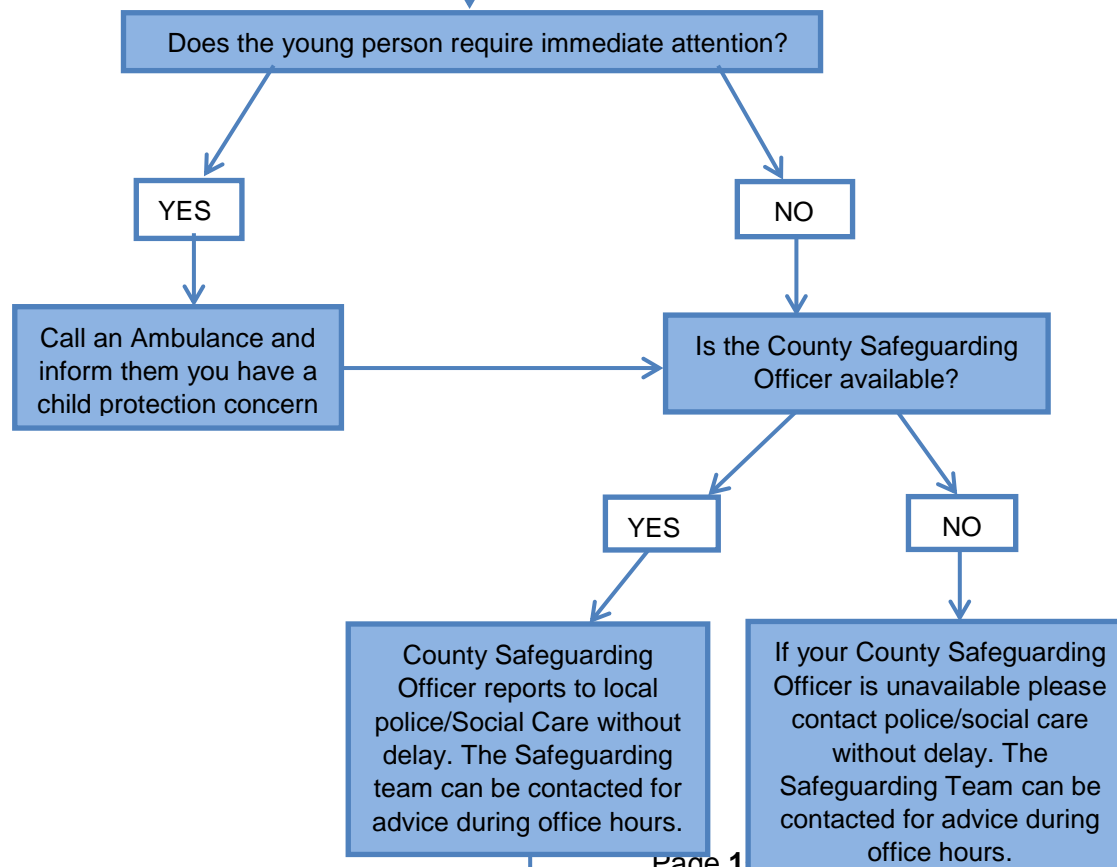 Does the young person require immediate attention?
YES
NO
Call an Ambulance and
inform them you have a
child protection concern
Is the County Safeguarding
Officer available?
YES
NO
County Safeguarding
Officer reports to local
police/Social Care without
delay. The Safeguarding
team can be contacted for
advice during office hours.
If your County Safeguarding
Officer is unavailable please
contact police/social care
without delay. The
Safeguarding Team can be
contacted for advice during
office hours.
Page 1